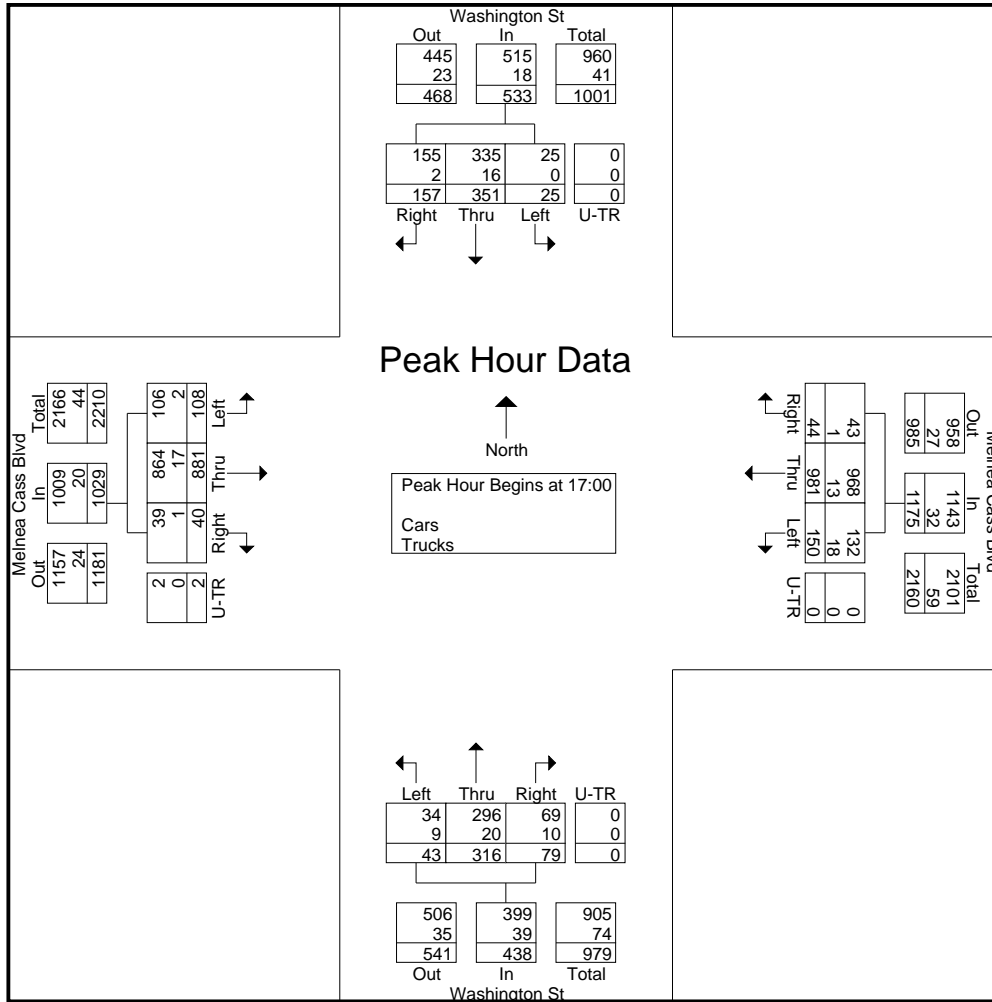 Washington St
Out In Total
445 515 960
23 18 41
468 533 1001
155 335 25 0
2 16 0 0
157 351 25 0
Right Thru Left U-TR
Peak Hour Data
North
Peak Hour Begins at 17:00
Cars
Trucks
Melnea Cass Blvd
Out In Total
1157 1009 2166
24 20 44
1181 1029 2210
Left Thru Right U-TR
106 864 39 2
2 17 1 0
108 881 40 2
Melnea Cass Blvd
Out In Total
958 1143 2101
27 32 59
985 1175 2160
Right Thru Left U-TR
43 968 132 0
1 13 18 0
44 981 150 0
Left Thru Right U-TR
34 296 69 0
9 20 10 0
43 316 79 0
506 399 905
35 39 74
541 438 979
Out In Total
Washington St